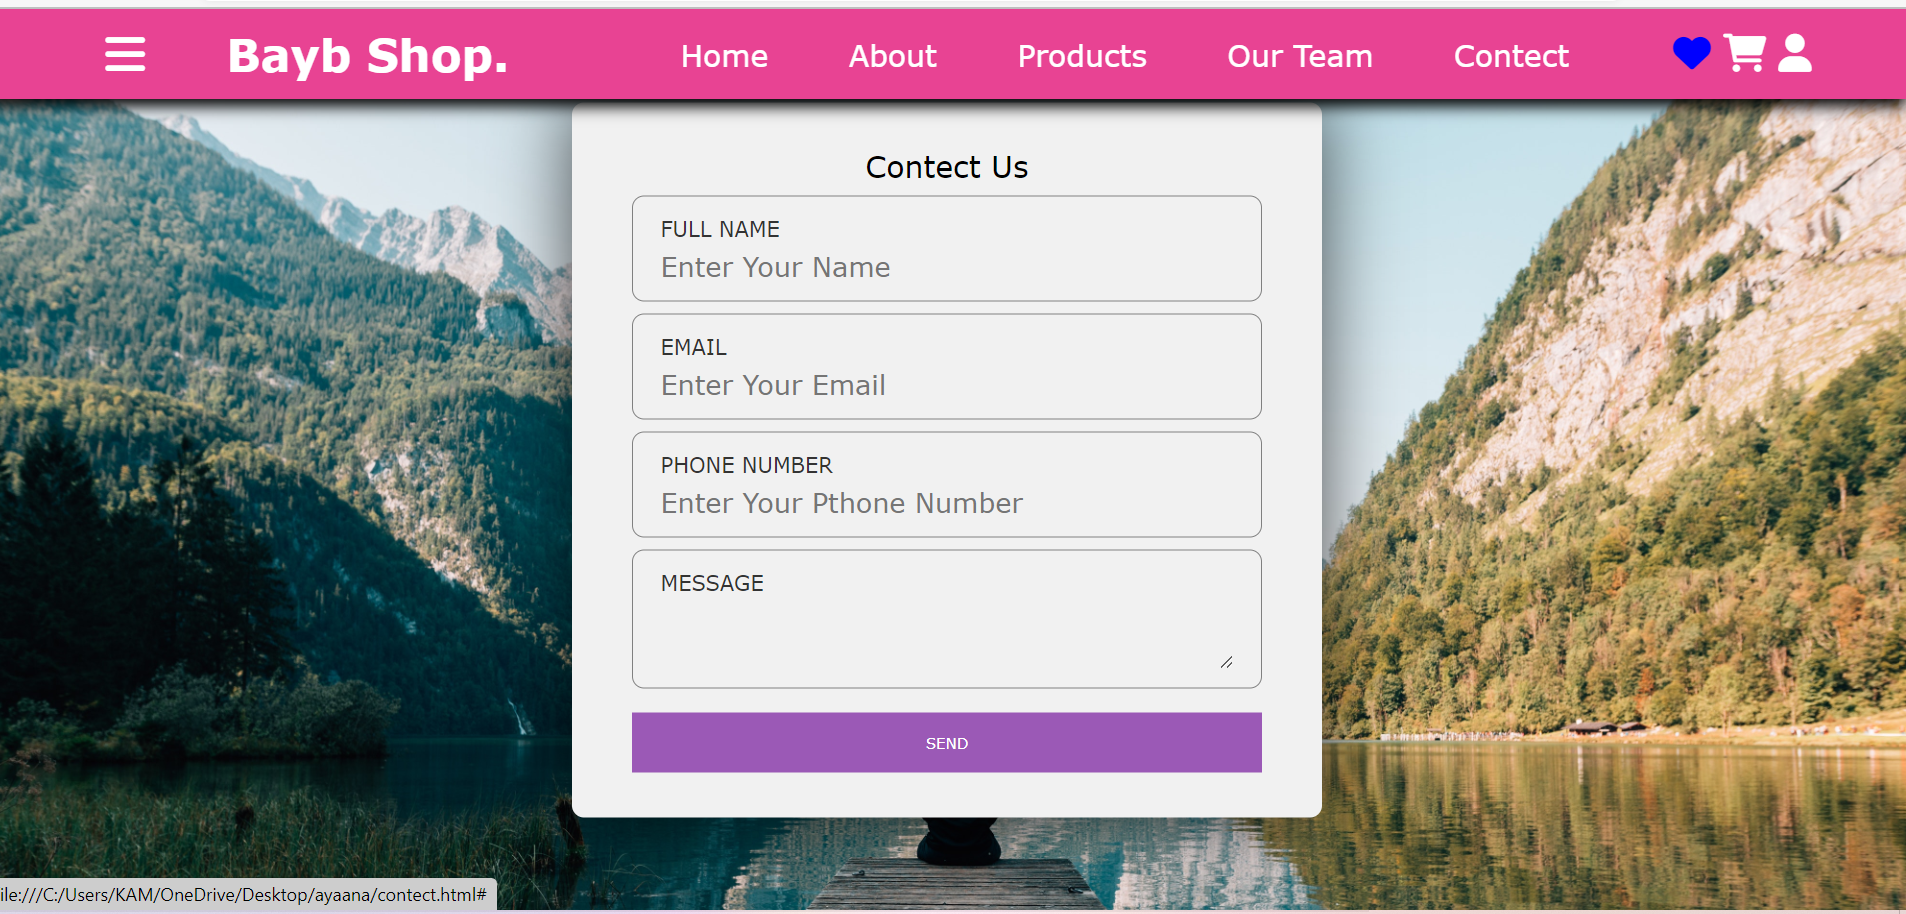 Bayb Shop. Home About Products Our Team Contect
Contect Us
FULL NAME
Enter Your Name
EMAIL
Enter Your Email
PHONE NUMBER
Enter Your Pthone Number
MESSAGE
SEND
ile:///C:/Users/KAM/OneDrive/Desktop/ayaana/contect.html#